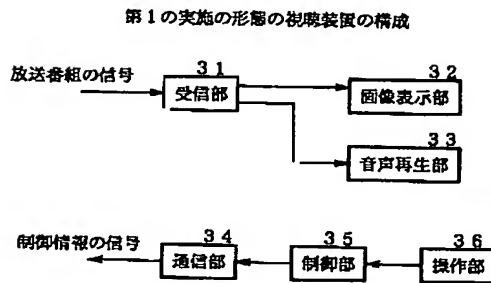 第1の実施の形態の視聴装置の構成
放送番組の信号
31
受信部
32
画像表示部
33
音声再生部
制御情報の信号
34
通信部
35
制御部
36
操作部